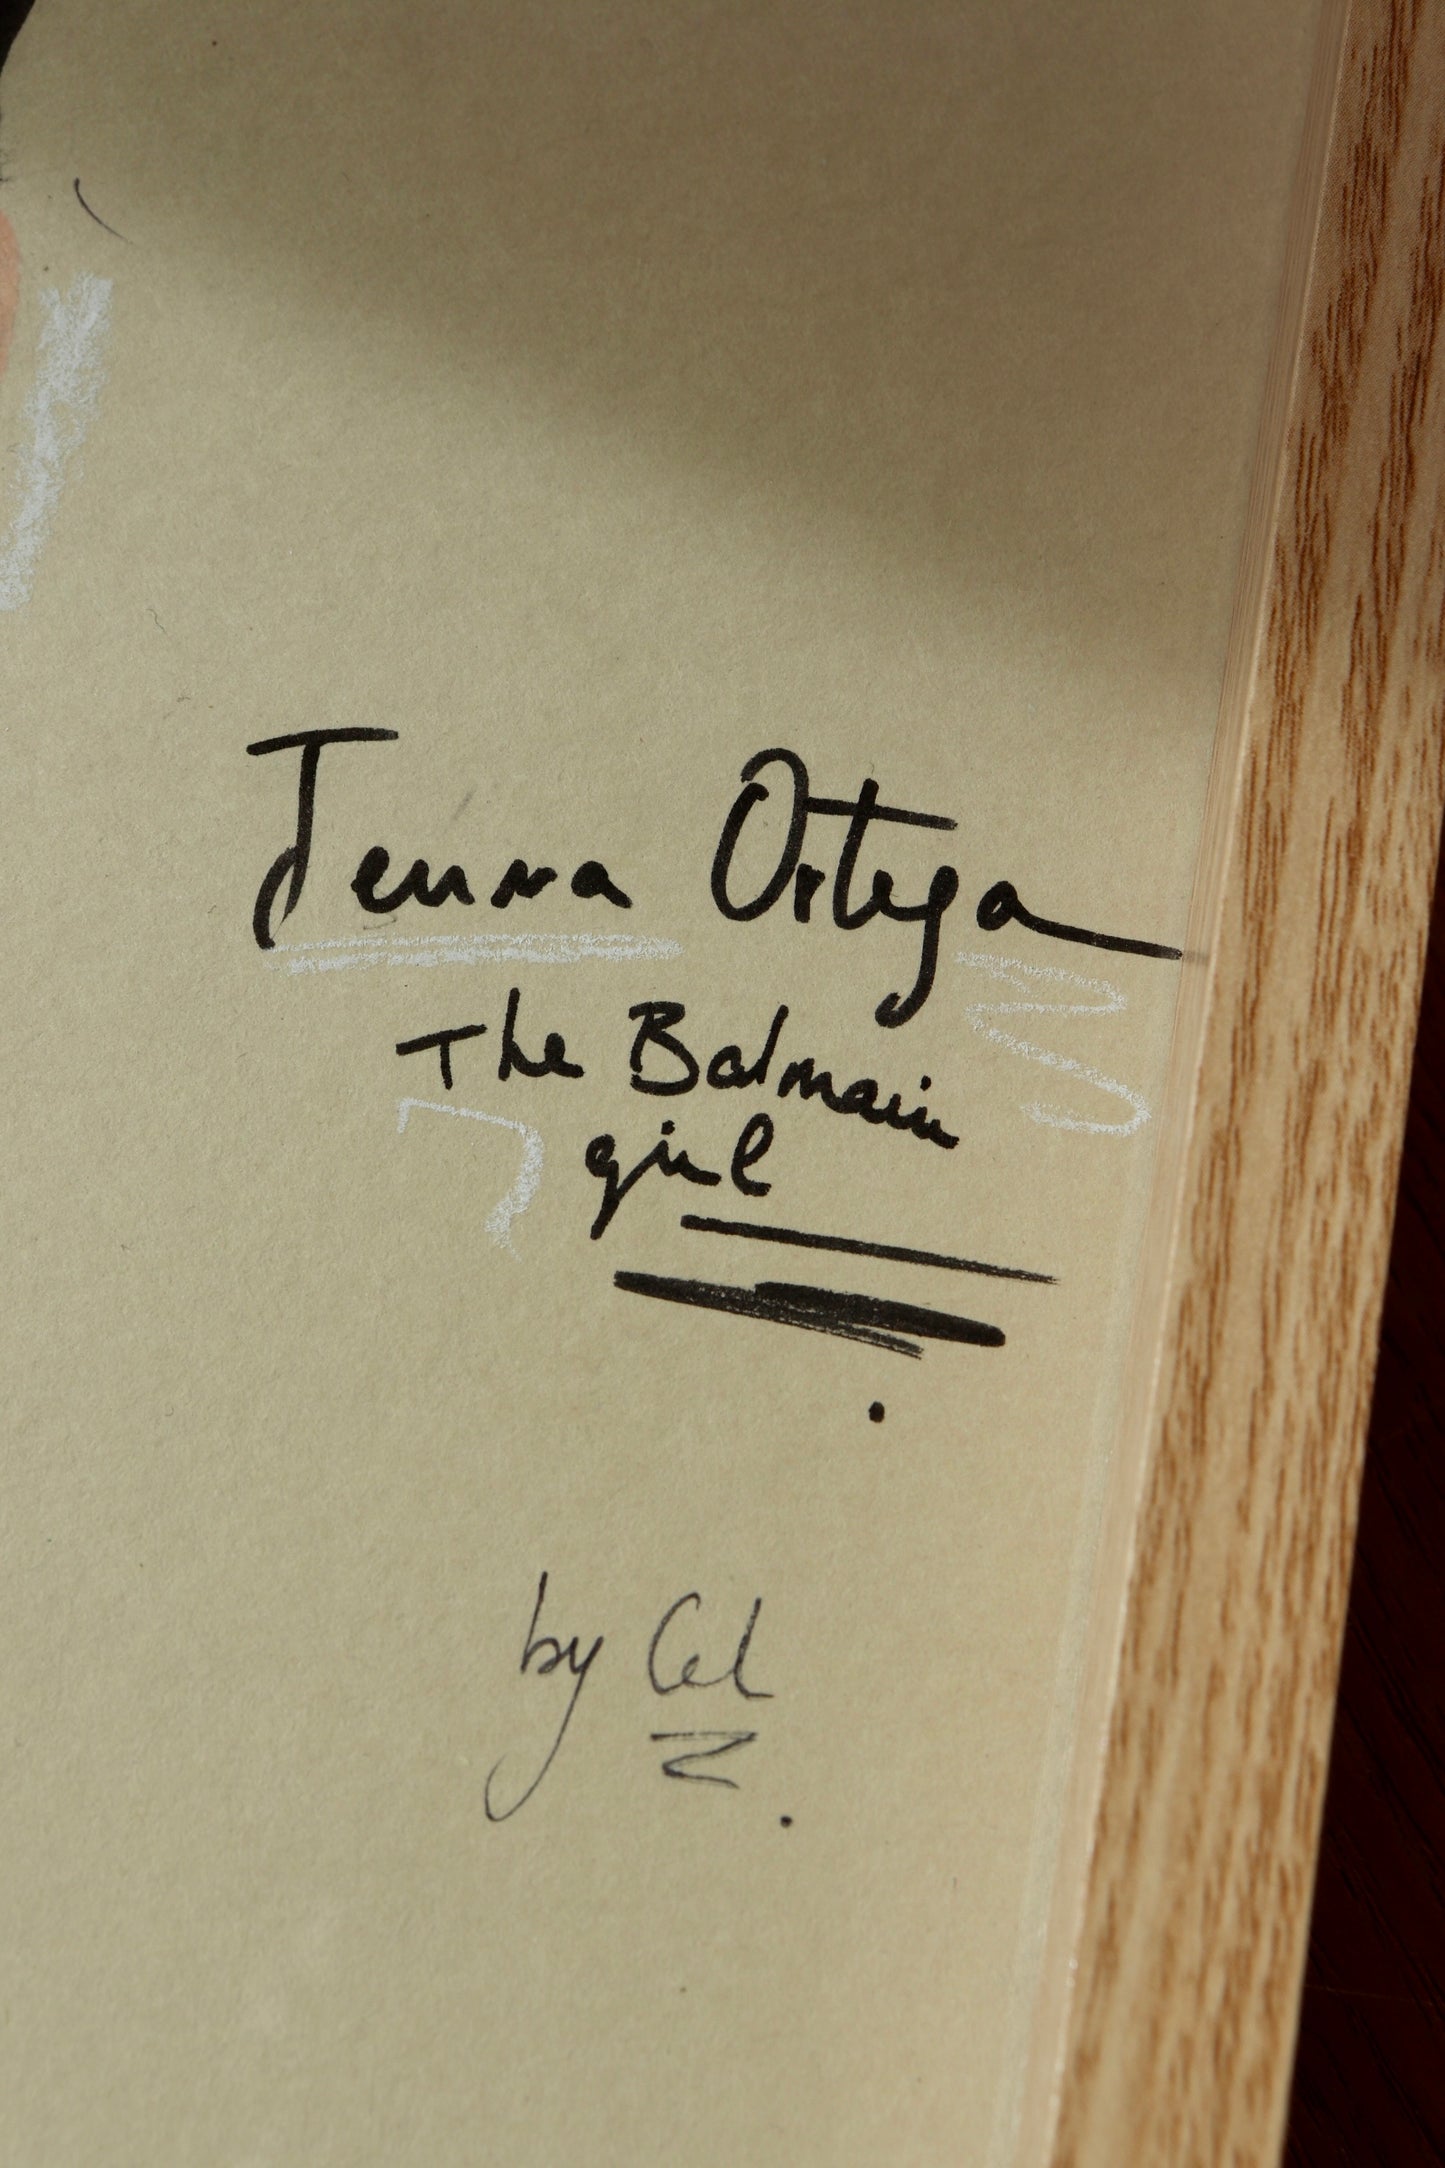 Jenna Ortega
The Balmain
girl
by Cel